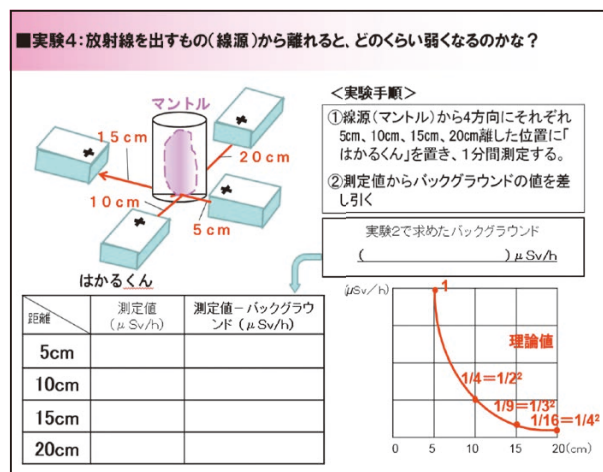 ■実験4:放射線を出すもの(線源)から離れると、どのくらい弱くなるのかな?
マントル
15cm
20cm
10cm
5cm
はかるくん
<実験手順>
①線源(マントル)から4方向にそれぞれ
5cm、10cm、15cm、20cm離した位置に「
はかるくん」を置き、1分間測定する。
②測定値からバックグラウンドの値を差
し引く
実験2で求めたバックグラウンド
( )μSv/h
距離
測定値
(μSv/h)
測定値-バックグラウ
ンド(μSv/h)
5cm
10cm
15cm
20cm
(μSv/h)
1
理論値
1/4=1/2²
1/9=1/3²
1/16=1/4²
0 5 10 15 20(cm)